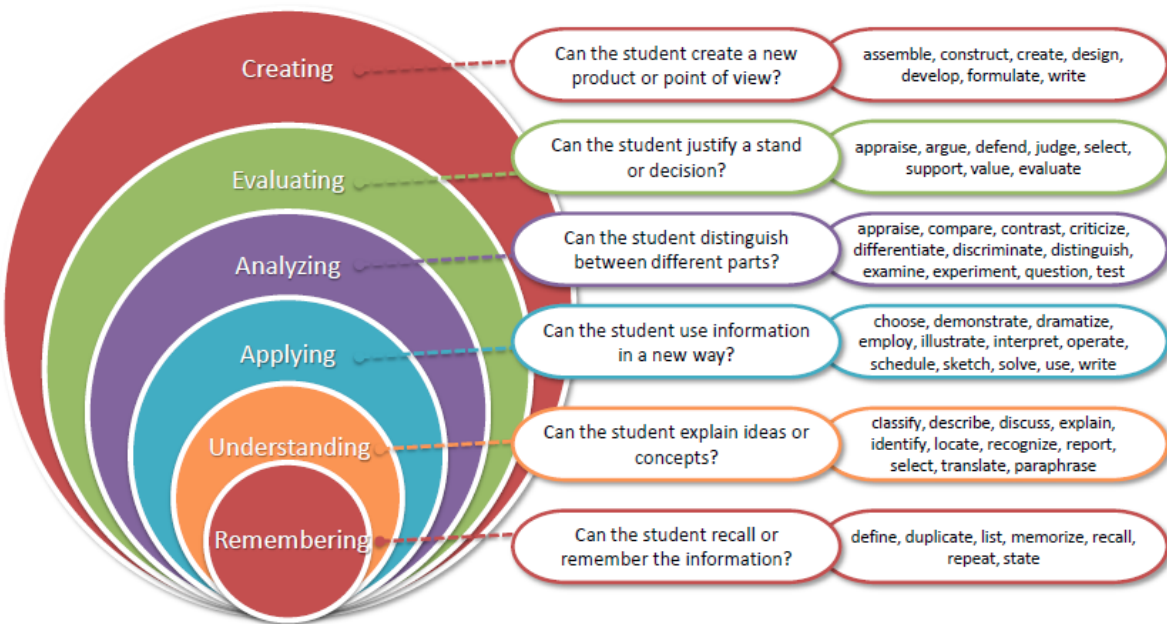 Creating
Can the student create a new
product or point of view?
assemble, construct, create, design,
develop, formulate, write
Evaluating
Can the student justify a stand
or decision?
appraise, argue, defend, judge, select,
support, value, evaluate
Analyzing
Can the student distinguish
between different parts?
appraise, compare, contrast, criticize,
differentiate, discriminate, distinguish,
examine, experiment, question, test
Applying
Can the student use information
in a new way?
choose, demonstrate, dramatize,
employ, illustrate, interpret, operate,
schedule, sketch, solve, use, write
Understanding
Can the student explain ideas or
concepts?
classify, describe, discuss, explain,
identify, locate, recognize, report,
select, translate, paraphrase
Remembering
Can the student recall or
remember the information?
define, duplicate, list, memorize, recall,
repeat, state